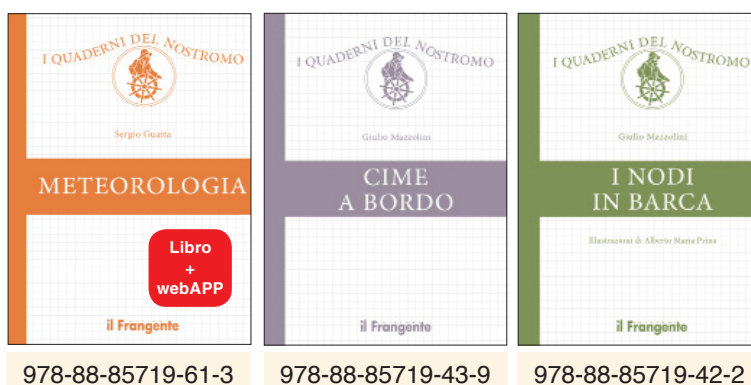 I QUADERNI DEL NOSTROMO
Sergio Guaita
METEOROLOGIA
Libro
+
webAPP
il Frangente
978-88-85719-61-3
I QUADERNI DEL NOSTROMO
Giulio Mazzolini
CIME
A BORDO
il Frangente
978-88-85719-43-9
I QUADERNI DEL NOSTROMO
Giulio Mazzolini
I NODI
IN BARCA
Illustrazioni di Alberto Maria Prina
il Frangente
978-88-85719-42-2